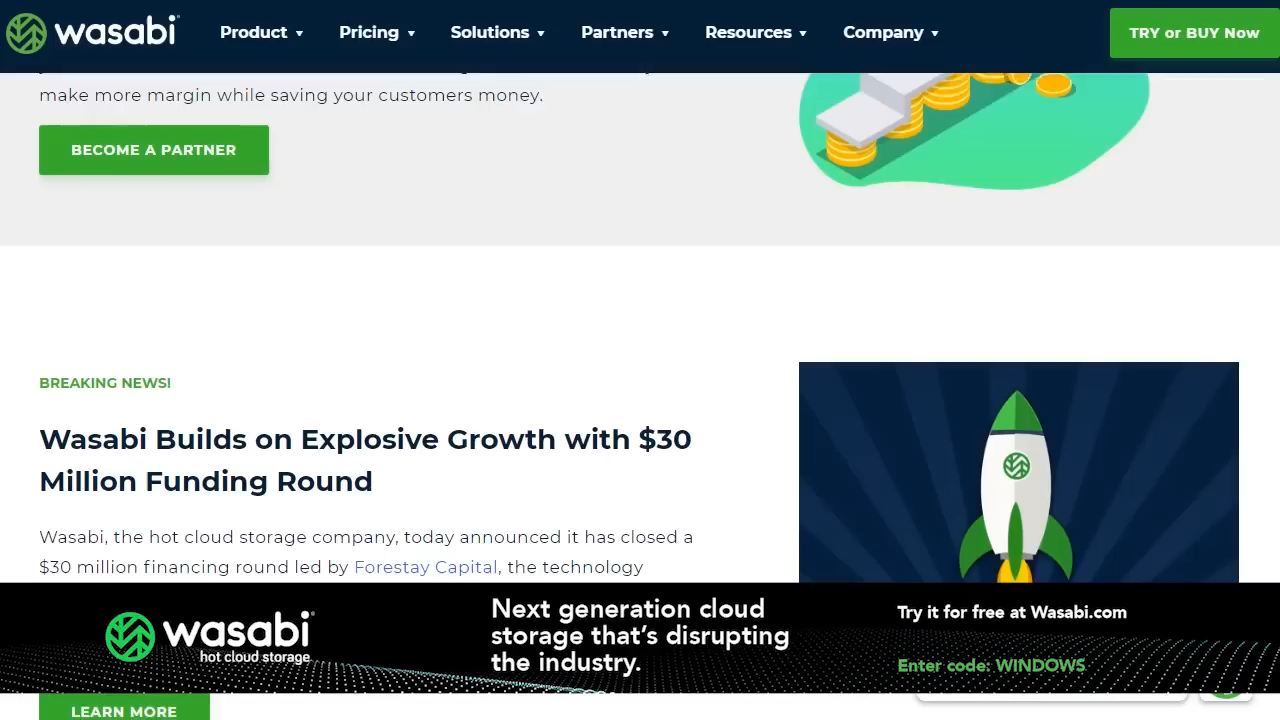 wasabi
Product
Pricing
Solutions
Partners
Resources
Company
TRY or BUY Now
make more margin while saving your customers money.
BECOME A PARTNER
BREAKING NEWS!
Wasabi Builds on Explosive Growth with $30
Million Funding Round
Wasabi, the hot cloud storage company, today announced it has closed a
$30 million financing round led by Forestay Capital, the technology
wasabi
hot cloud storage
Next generation cloud
storage that's disrupting
the industry.
Try it for free at Wasabi.com
Enter code: WINDOWS
LEARN MORE